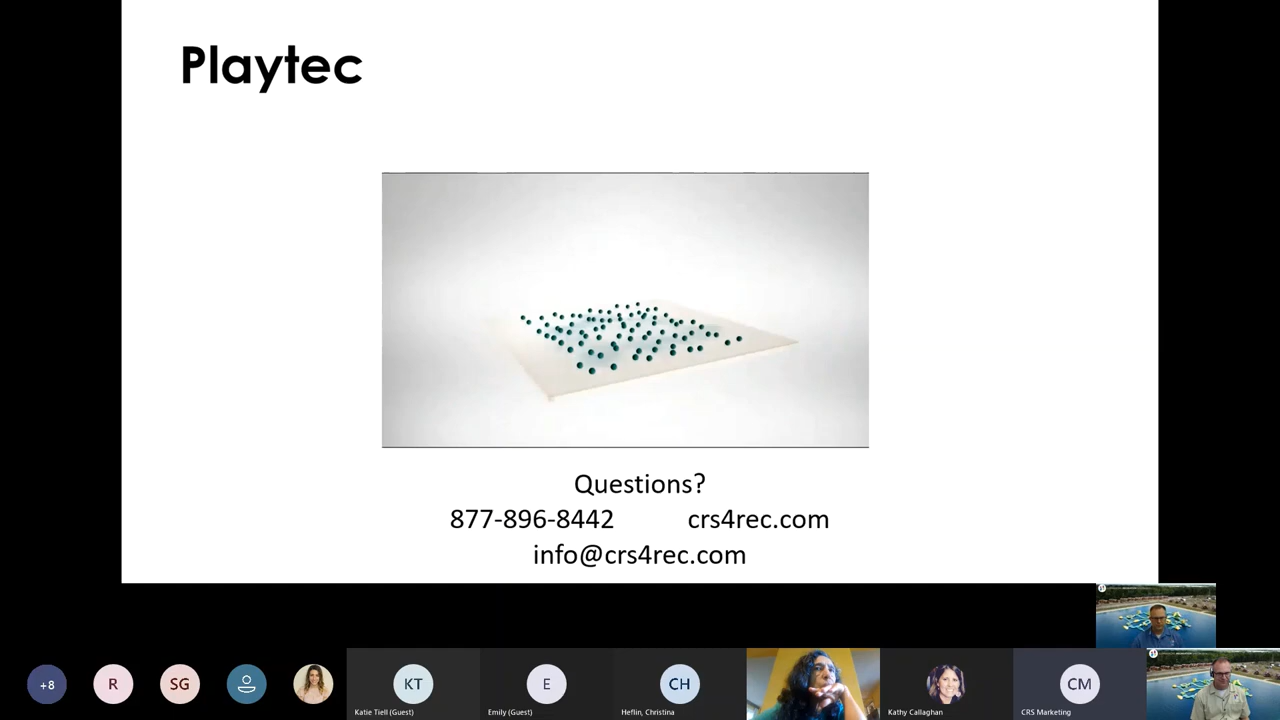 Playtec
Questions?
877-896-8442 crs4rec.com
info@crs4rec.com
+8
R
SG
KT
Katie Tiell (Guest)
E
Emily (Guest)
CH
Heflin, Christina
Kathy Callaghan
CM
CRS Marketing